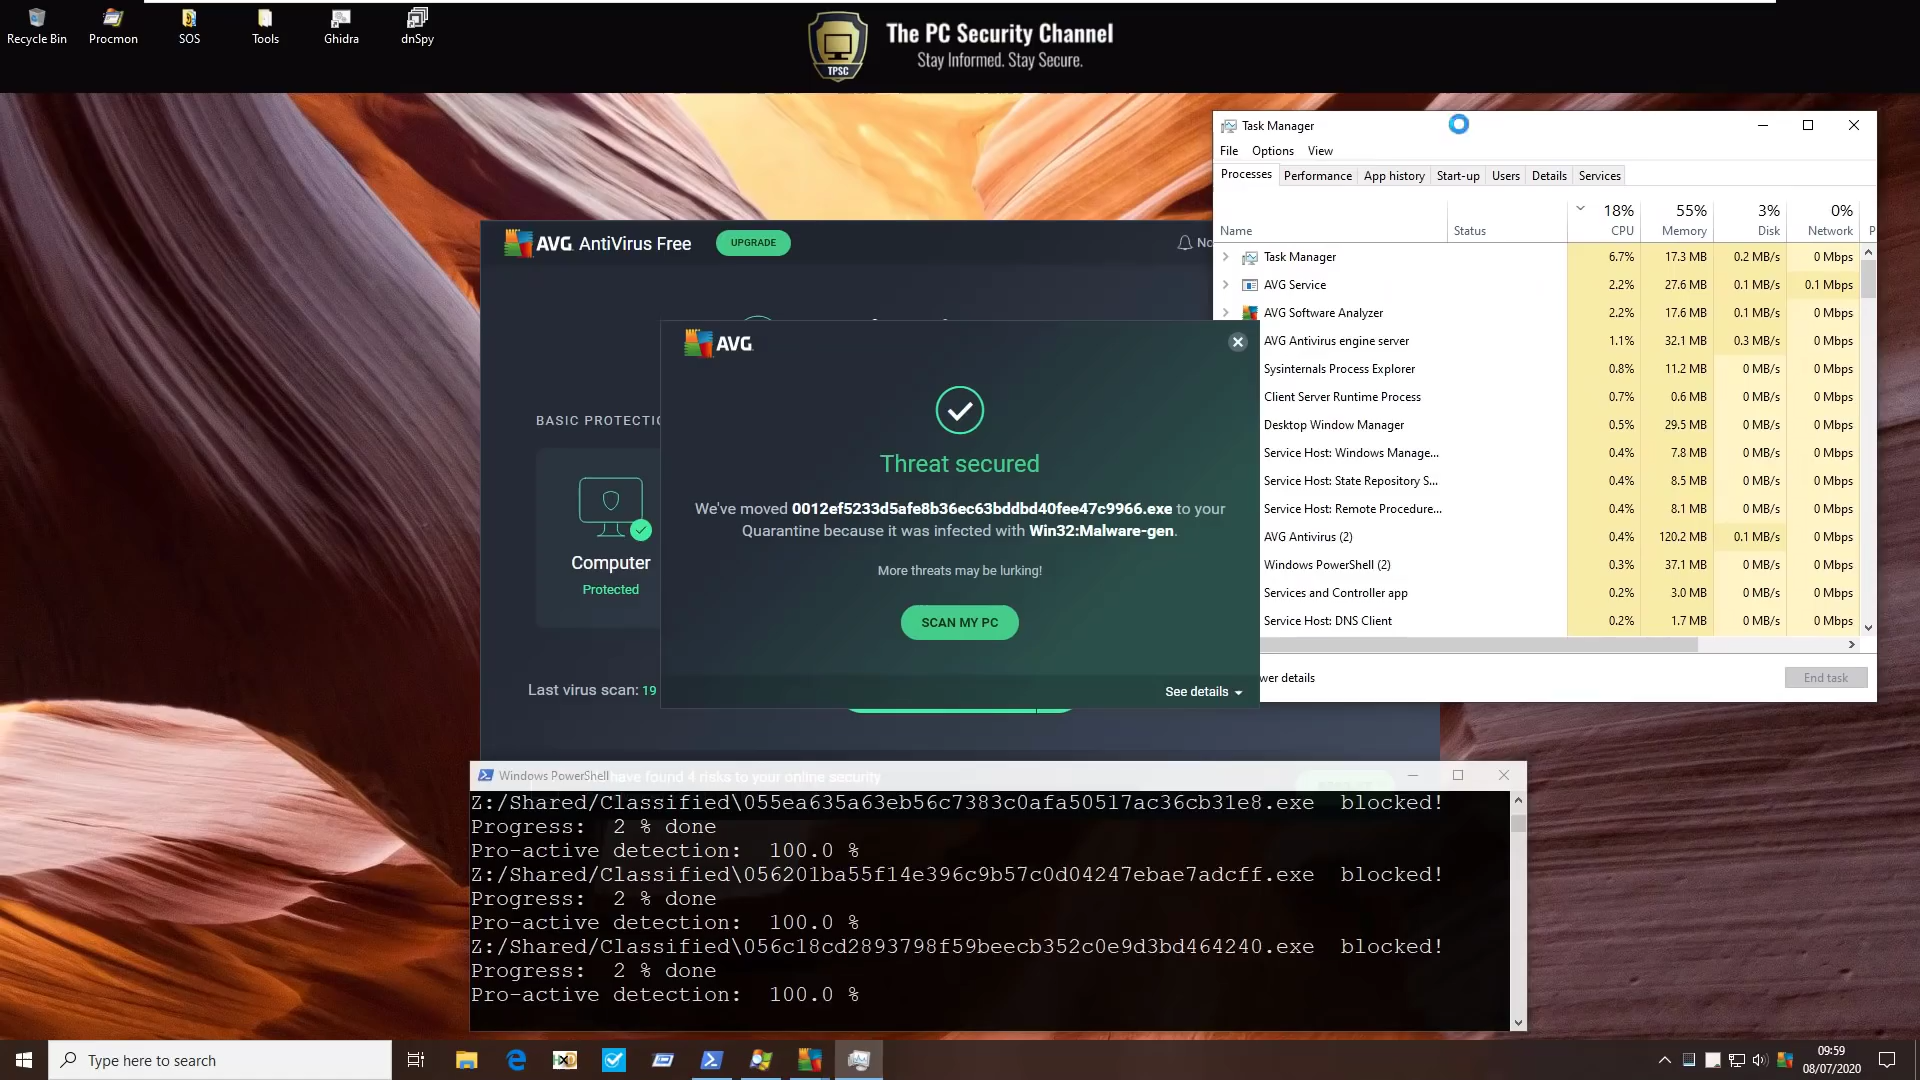 Recycle Bin
Procmon
SOS
Tools
Ghidra
dnSpy
The PC Security Channel
Stay Informed. Stay Secure.
TPSC
Task Manager
File Options View
Processes Performance App history Start-up Users Details Services
18% 55% 3% 0%
Name Status CPU Memory Disk Network P
Task Manager 6.7% 17.3 MB 0.2 MB/s 0 Mbps
AVG Service 2.2% 27.6 MB 0.1 MB/s 0.1 Mbps
AVG Software Analyzer 2.2% 17.6 MB 0.1 MB/s 0 Mbps
AVG Antivirus engine server 1.1% 32.1 MB 0.3 MB/s 0 Mbps
Sysinternals Process Explorer 0.8% 11.2 MB 0 MB/s 0 Mbps
Client Server Runtime Process 0.7% 0.6 MB 0 MB/s 0 Mbps
Desktop Window Manager 0.5% 29.5 MB 0 MB/s 0 Mbps
Service Host: Windows Manage... 0.4% 7.8 MB 0 MB/s 0 Mbps
Service Host: State Repository S... 0.4% 8.5 MB 0 MB/s 0 Mbps
Service Host: Remote Procedure... 0.4% 8.1 MB 0 MB/s 0 Mbps
AVG Antivirus (2) 0.4% 120.2 MB 0.1 MB/s 0 Mbps
Windows PowerShell (2) 0.3% 37.1 MB 0 MB/s 0 Mbps
Services and Controller app 0.2% 3.0 MB 0 MB/s 0 Mbps
Service Host: DNS Client 0.2% 1.7 MB 0 MB/s 0 Mbps
wer details
End task
AVG AntiVirus Free
UPGRADE
No
BASIC PROTECTIO
Computer
Protected
Last virus scan: 19
AVG
Threat secured
We've moved 0012ef5233d5afe8b36ec63bddbd40fee47c9966.exe to your
Quarantine because it was infected with Win32:Malware-gen.
More threats may be lurking!
SCAN MY PC
See details
Windows PowerShell
have found 4 risks to your online security
Z:/Shared/Classified\055ea635a63eb56c7383c0afa50517ac36cb31e8.exe  blocked!
Progress:  2 % done
Pro-active detection:  100.0 %
Z:/Shared/Classified\056201ba55f14e396c9b57c0d04247ebae7adcff.exe  blocked!
Progress:  2 % done
Pro-active detection:  100.0 %
Z:/Shared/Classified\056c18cd2893798f59beecb352c0e9d3bd464240.exe  blocked!
Progress:  2 % done
Pro-active detection:  100.0 %
Type here to search
09:59
08/07/2020